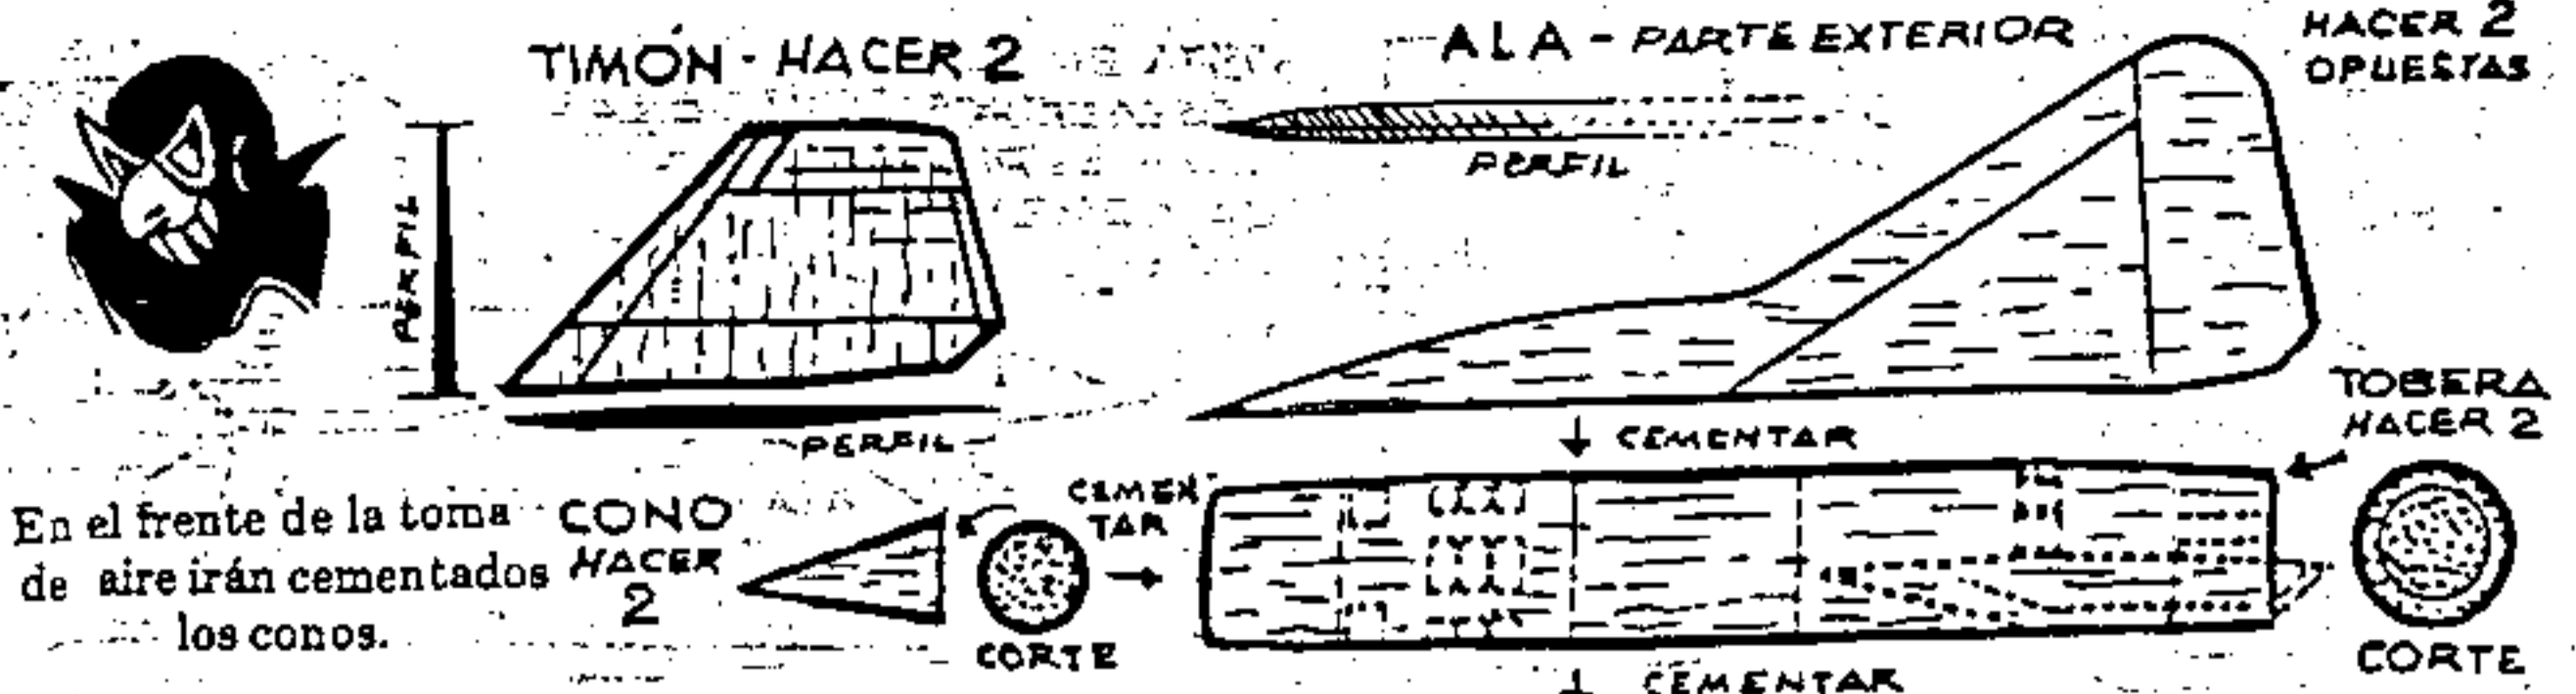 TIMÓN - HACER 2
ALA - PARTE EXTERIOR
HACER 2
OPUESTAS
PERFIL
PERFIL
PERFIL
CEMENTAR
TOBERA
HACER 2
En el frente de la toma
de aire irán cementados
los conos.
CONO
HACER
2
CEMEN
TAR
CORTE
CORTE
CEMENTAR